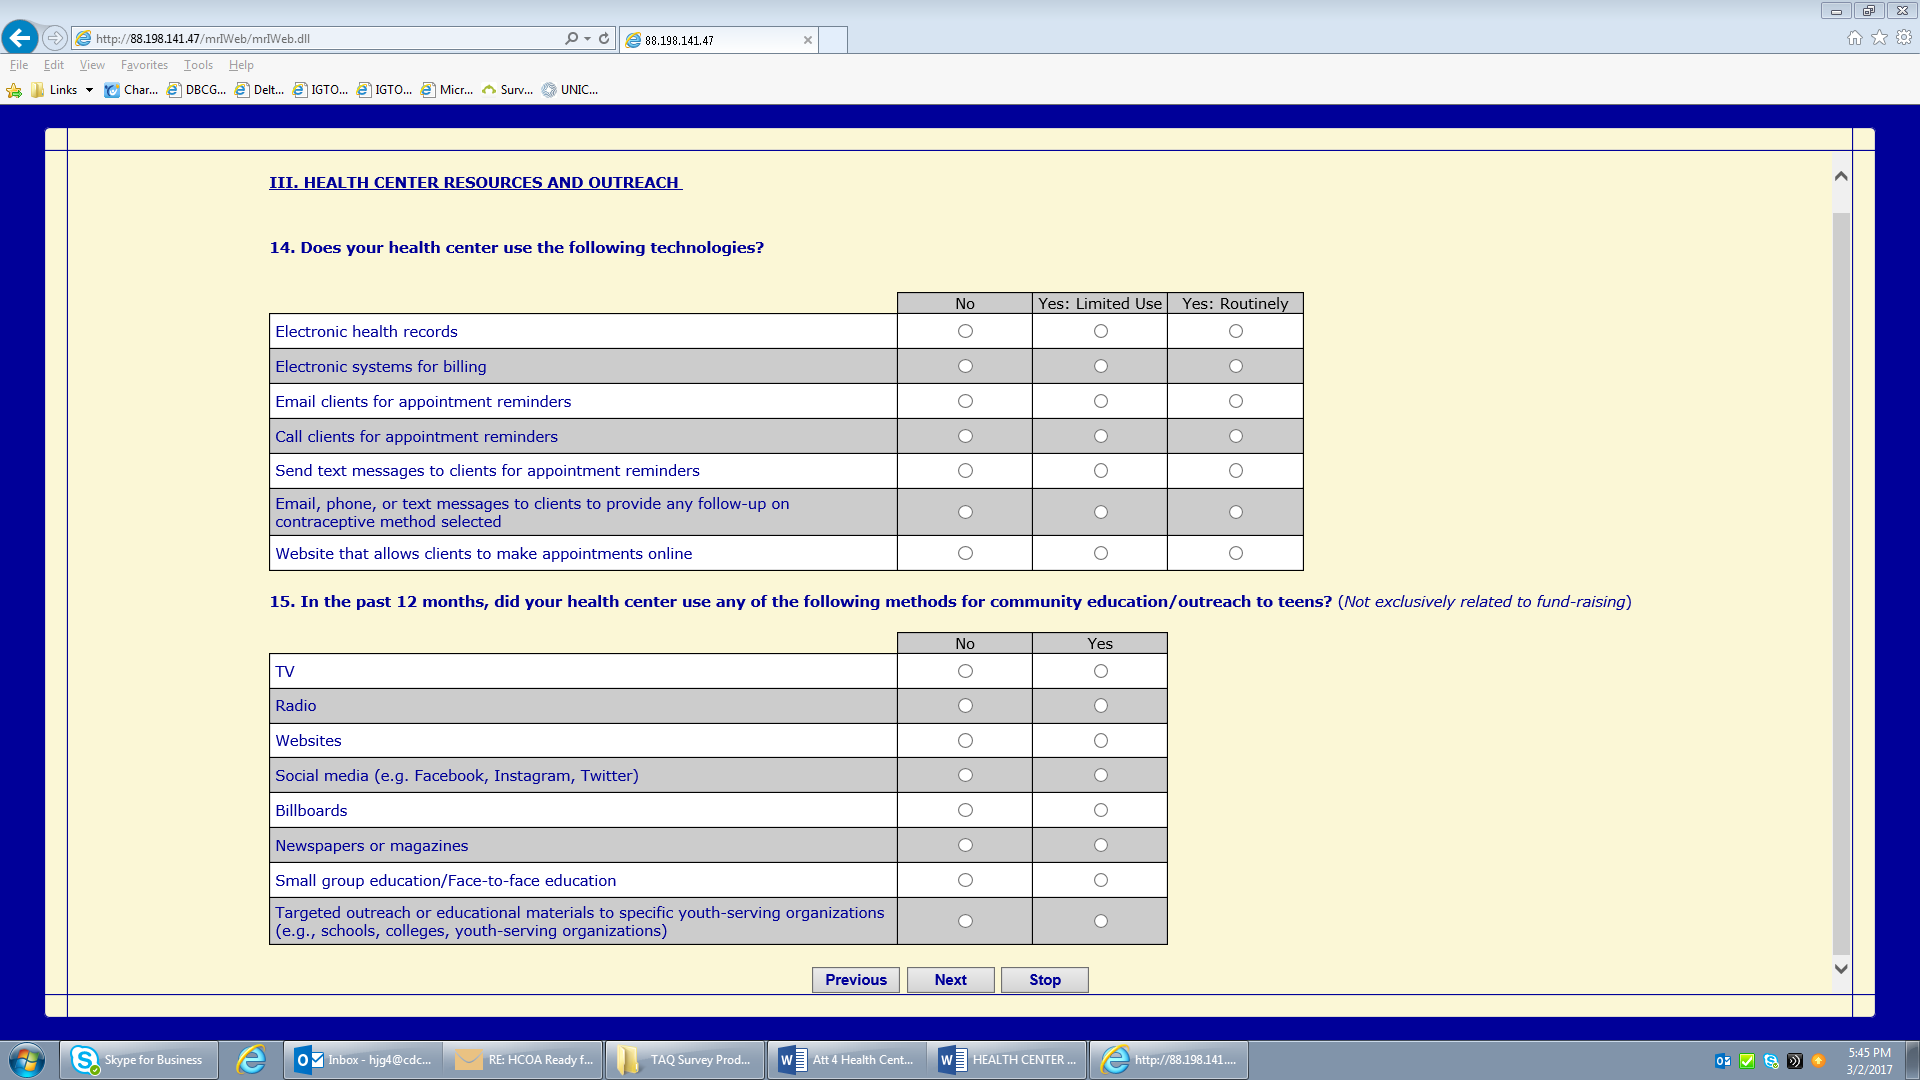 http://88.198.141.47/mrIWeb/mrIWeb.dll
88.198.141.47
File Edit View Favorites Tools Help
Links Char... DBCG... Delt... IGTO... IGTO... Micr... Surv... UNIC...
III. HEALTH CENTER RESOURCES AND OUTREACH
14. Does your health center use the following technologies?
No Yes: Limited Use Yes: Routinely
Electronic health records
Electronic systems for billing
Email clients for appointment reminders
Call clients for appointment reminders
Send text messages to clients for appointment reminders
Email, phone, or text messages to clients to provide any follow-up on
contraceptive method selected
Website that allows clients to make appointments online
15. In the past 12 months, did your health center use any of the following methods for community education/outreach to teens? (Not exclusively related to fund-raising)
No Yes
TV
Radio
Websites
Social media (e.g. Facebook, Instagram, Twitter)
Billboards
Newspapers or magazines
Small group education/Face-to-face education
Targeted outreach or educational materials to specific youth-serving organizations
(e.g., schools, colleges, youth-serving organizations)
Previous Next Stop
Skype for Business Inbox - hjg4@cdc... RE: HCOA Ready f... TAQ Survey Prod... Att 4 Health Cent... HEALTH CENTER ... http://88.198.141....
5:45 PM
3/2/2017